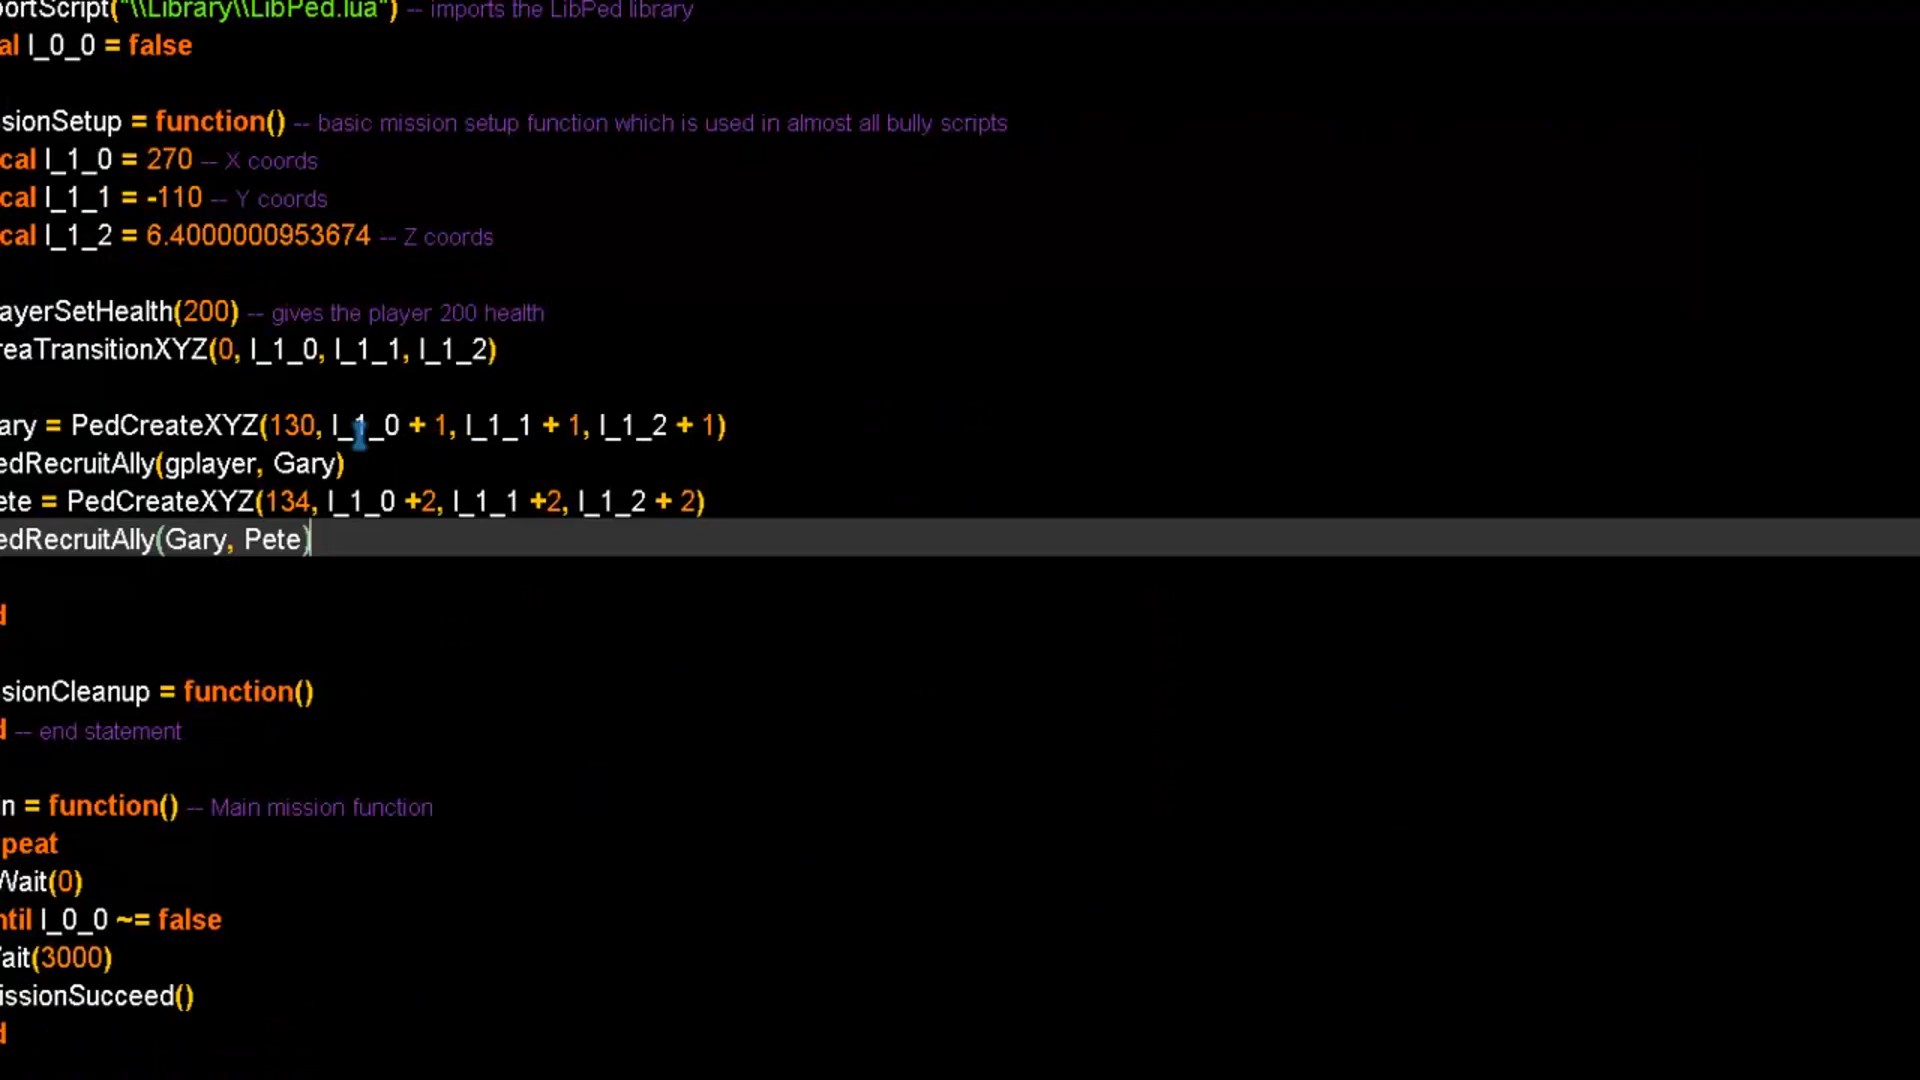 portScript("\\Library\\LibPed.lua") -- imports the LibPed library
al l_0_0 = false
sionSetup = function() -- basic mission setup function which is used in almost all bully scripts
cal l_1_0 = 270 -- X coords
cal l_1_1 = -110 -- Y coords
cal l_1_2 = 6.4000000953674 -- Z coords
ayerSetHealth(200) -- gives the player 200 health
reaTransitionXYZ(0, l_1_0, l_1_1, l_1_2)
ary = PedCreateXYZ(130, l_1_0 + 1, l_1_1 + 1, l_1_2 + 1)
edRecruitAlly(gplayer, Gary)
ete = PedCreateXYZ(134, l_1_0 +2, l_1_1 +2, l_1_2 + 2)
edRecruitAlly(Gary, Pete)
d
sionCleanup = function()
d -- end statement
n = function() -- Main mission function
peat
Wait(0)
ntil l_0_0 ~= false
ait(3000)
issionSucceed()
d